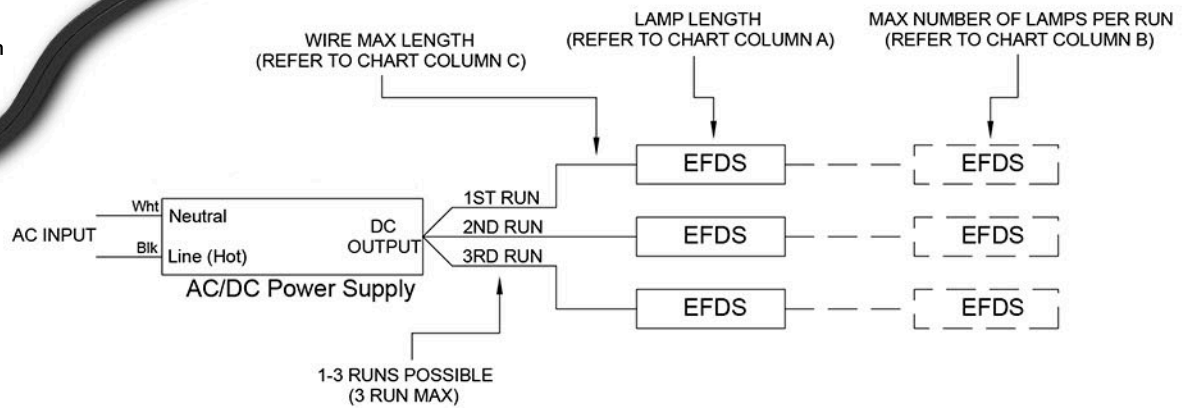 n
LAMP LENGTH
(REFER TO CHART COLUMN A)
MAX NUMBER OF LAMPS PER RUN
(REFER TO CHART COLUMN B)
WIRE MAX LENGTH
(REFER TO CHART COLUMN C)
EFDS
EFDS
1ST RUN
Wht
Neutral
AC INPUT
DC
OUTPUT
2ND RUN
EFDS
EFDS
Blk
Line (Hot)
3RD RUN
AC/DC Power Supply
EFDS
EFDS
1-3 RUNS POSSIBLE
(3 RUN MAX)